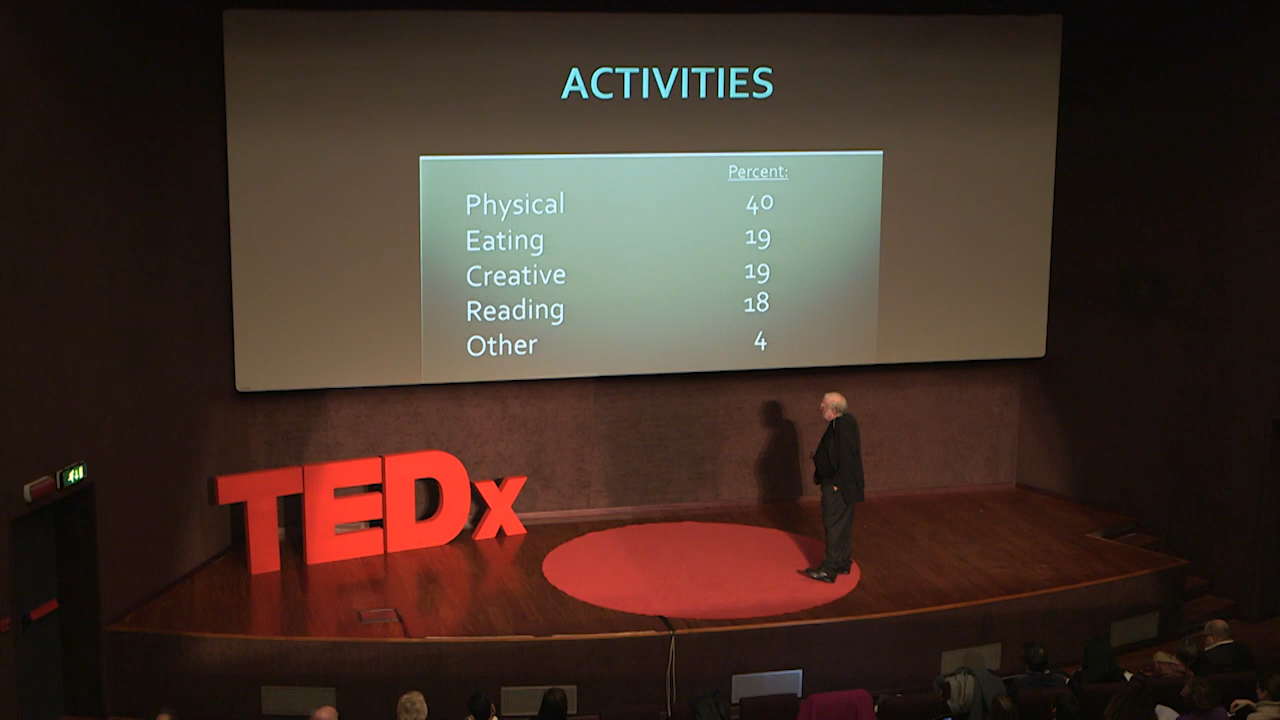 ACTIVITIES
Percent:
Physical 40
Eating 19
Creative 19
Reading 18
Other 4
TEDx